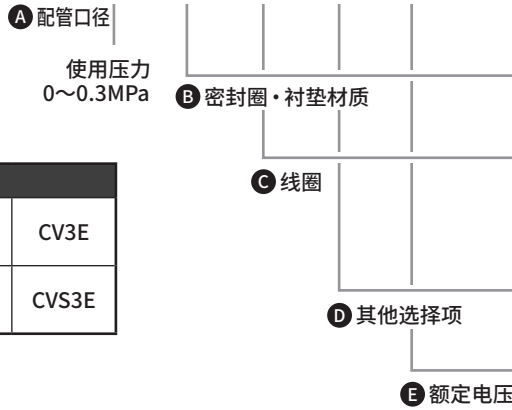 A 配管口径
使用压力
0～0.3MPa
B 密封圈・衬垫材质
C 线圈
CV3E
CVS3E
D 其他选择项
E 额定电压